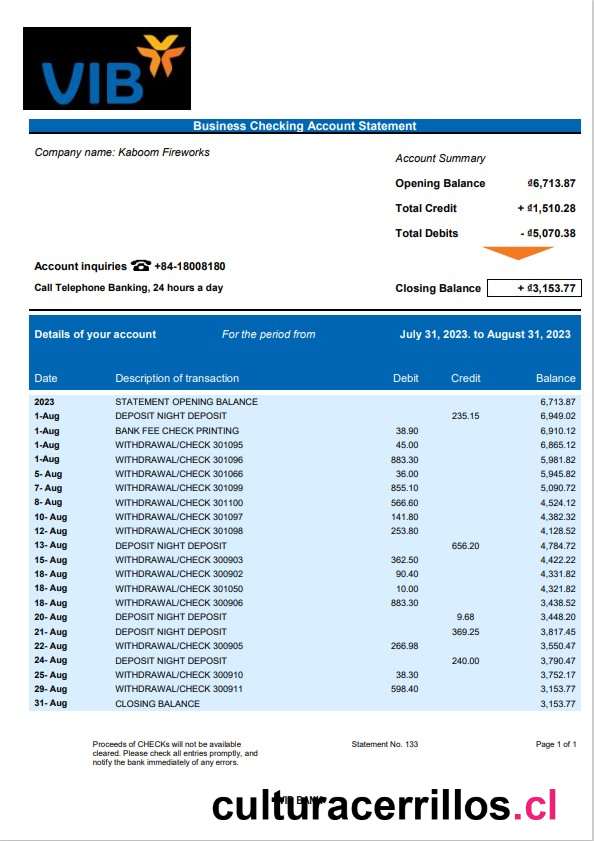 VIB
Business Checking Account Statement
Company name: Kaboom Fireworks
Account Summary
Opening Balance ₫6,713.87
Total Credit + ₫1,510.28
Total Debits - ₫5,070.38
Account inquiries ☎ +84-18008180
Call Telephone Banking, 24 hours a day
Closing Balance + ₫3,153.77
Details of your account For the period from July 31, 2023. to August 31, 2023
Date Description of transaction Debit Credit Balance
2023 STATEMENT OPENING BALANCE 6,713.87
1-Aug DEPOSIT NIGHT DEPOSIT 235.15 6,949.02
1-Aug BANK FEE CHECK PRINTING 38.90 6,910.12
1-Aug WITHDRAWAL/CHECK 301095 45.00 6,865.12
1-Aug WITHDRAWAL/CHECK 301096 883.30 5,981.82
5- Aug WITHDRAWAL/CHECK 301066 36.00 5,945.82
7- Aug WITHDRAWAL/CHECK 301099 855.10 5,090.72
8- Aug WITHDRAWAL/CHECK 301100 566.60 4,524.12
10- Aug WITHDRAWAL/CHECK 301097 141.80 4,382.32
12- Aug WITHDRAWAL/CHECK 301098 253.80 4,128.52
13- Aug DEPOSIT NIGHT DEPOSIT 656.20 4,784.72
15- Aug WITHDRAWAL/CHECK 300903 362.50 4,422.22
18- Aug WITHDRAWAL/CHECK 300902 90.40 4,331.82
18- Aug WITHDRAWAL/CHECK 301050 10.00 4,321.82
18- Aug WITHDRAWAL/CHECK 300906 883.30 3,438.52
20- Aug DEPOSIT NIGHT DEPOSIT 9.68 3,448.20
21- Aug DEPOSIT NIGHT DEPOSIT 369.25 3,817.45
22- Aug WITHDRAWAL/CHECK 300905 266.98 3,550.47
24- Aug DEPOSIT NIGHT DEPOSIT 240.00 3,790.47
25- Aug WITHDRAWAL/CHECK 300910 38.30 3,752.17
29- Aug WITHDRAWAL/CHECK 300911 598.40 3,153.77
31- Aug CLOSING BALANCE 3,153.77
Proceeds of CHECKs will not be available Statement No. 133 Page 1 of 1
cleared. Please check all entries promptly, and
notify the bank immediately of any errors.
culturacerrillos.cl